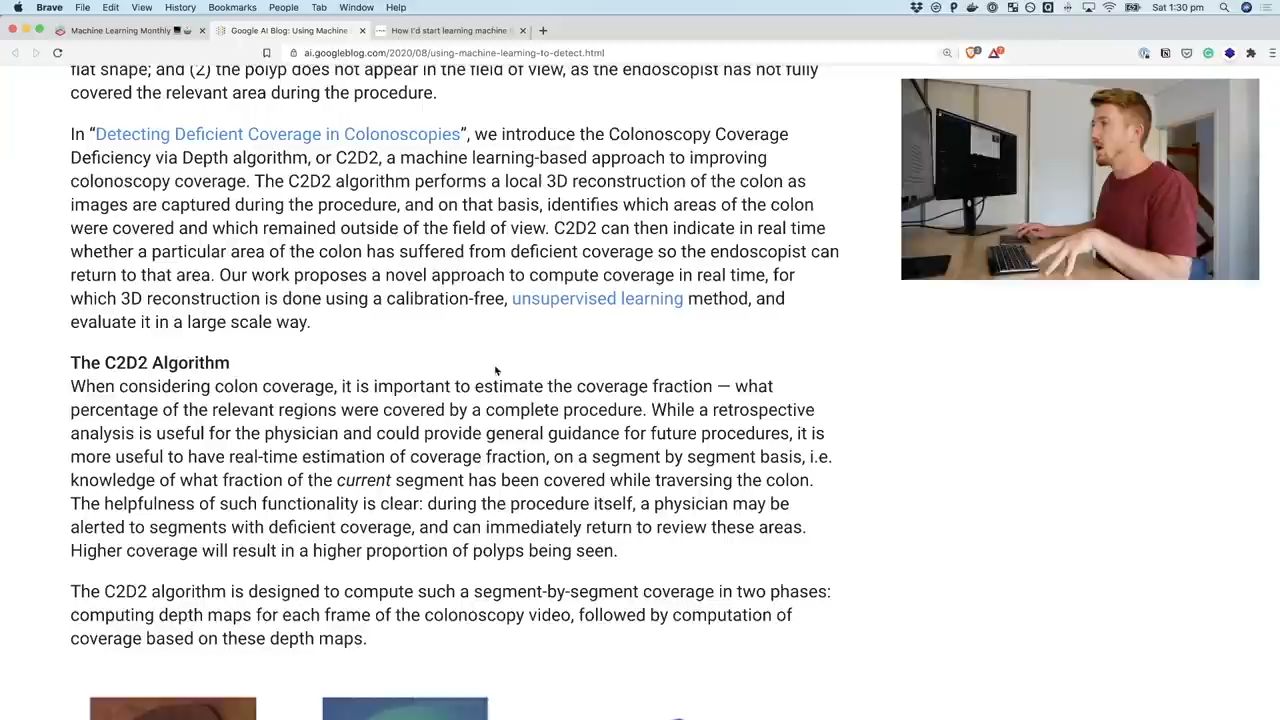 Brave File Edit View History Bookmarks People Tab Window Help Sat 1:30 pm
Machine Learning Monthly Google AI Blog: Using Machine How I'd start learning machine
ai.googleblog.com/2020/08/using-machine-learning-to-detect.html
flat shape; and (2) the polyp does not appear in the field of view, as the endoscopist has not fully
covered the relevant area during the procedure.
In “Detecting Deficient Coverage in Colonoscopies”, we introduce the Colonoscopy Coverage
Deficiency via Depth algorithm, or C2D2, a machine learning-based approach to improving
colonoscopy coverage. The C2D2 algorithm performs a local 3D reconstruction of the colon as
images are captured during the procedure, and on that basis, identifies which areas of the colon
were covered and which remained outside of the field of view. C2D2 can then indicate in real time
whether a particular area of the colon has suffered from deficient coverage so the endoscopist can
return to that area. Our work proposes a novel approach to compute coverage in real time, for
which 3D reconstruction is done using a calibration-free, unsupervised learning method, and
evaluate it in a large scale way.
The C2D2 Algorithm
When considering colon coverage, it is important to estimate the coverage fraction — what
percentage of the relevant regions were covered by a complete procedure. While a retrospective
analysis is useful for the physician and could provide general guidance for future procedures, it is
more useful to have real-time estimation of coverage fraction, on a segment by segment basis, i.e.
knowledge of what fraction of the current segment has been covered while traversing the colon.
The helpfulness of such functionality is clear: during the procedure itself, a physician may be
alerted to segments with deficient coverage, and can immediately return to review these areas.
Higher coverage will result in a higher proportion of polyps being seen.
The C2D2 algorithm is designed to compute such a segment-by-segment coverage in two phases:
computing depth maps for each frame of the colonoscopy video, followed by computation of
coverage based on these depth maps.